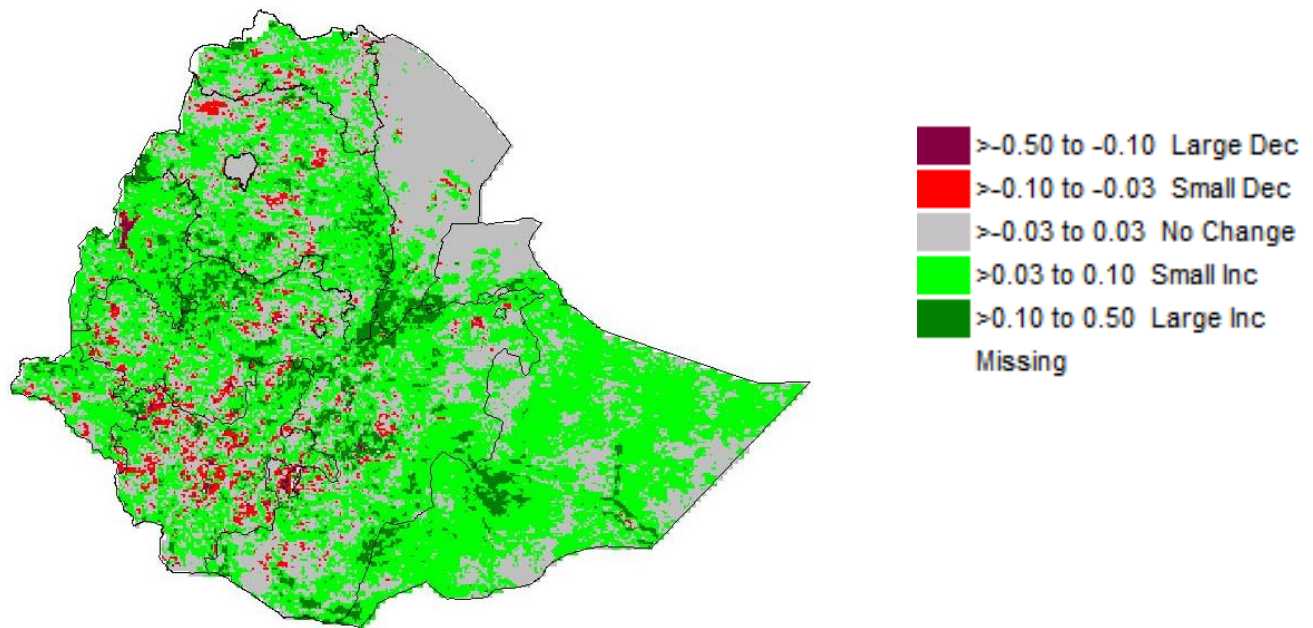 >-0.50 to -0.10 Large Dec
>-0.10 to -0.03 Small Dec
>-0.03 to 0.03 No Change
>0.03 to 0.10 Small Inc
>0.10 to 0.50 Large Inc
Missing